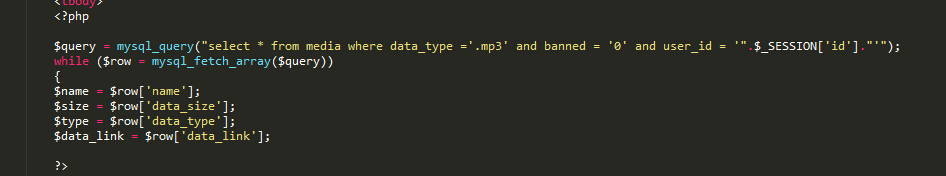 <tbody>
<?php
$query = mysql_query("select * from media where data_type ='.mp3' and banned = '0' and user_id = '".$_SESSION['id']."'");
while ($row = mysql_fetch_array($query))
{
$name = $row['name'];
$size = $row['data_size'];
$type = $row['data_type'];
$data_link = $row['data_link'];
?>